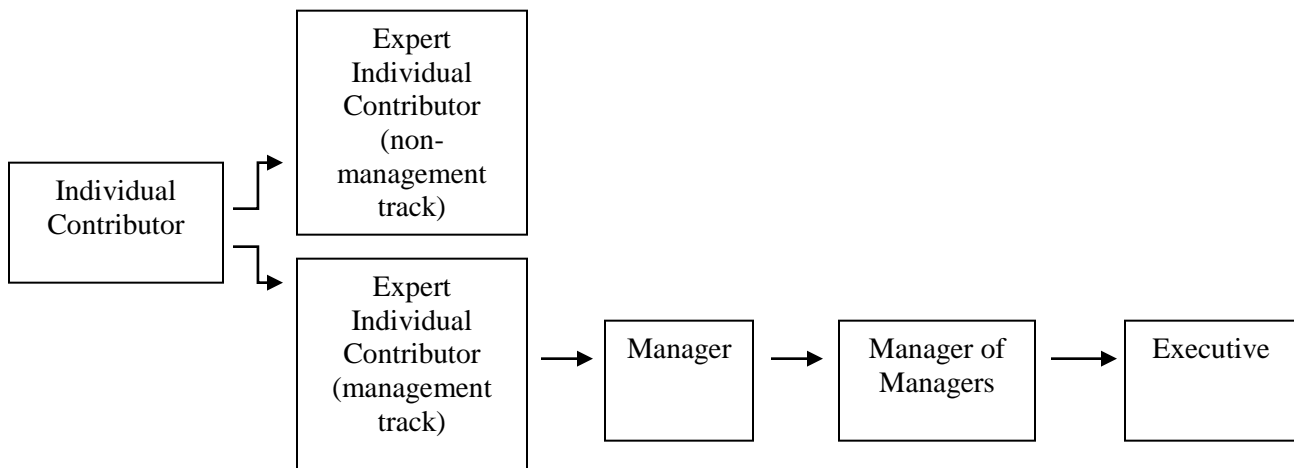 Individual
Contributor
Expert
Individual
Contributor
(non-
management
track)
Expert
Individual
Contributor
(management
track)
Manager
Manager of
Managers
Executive